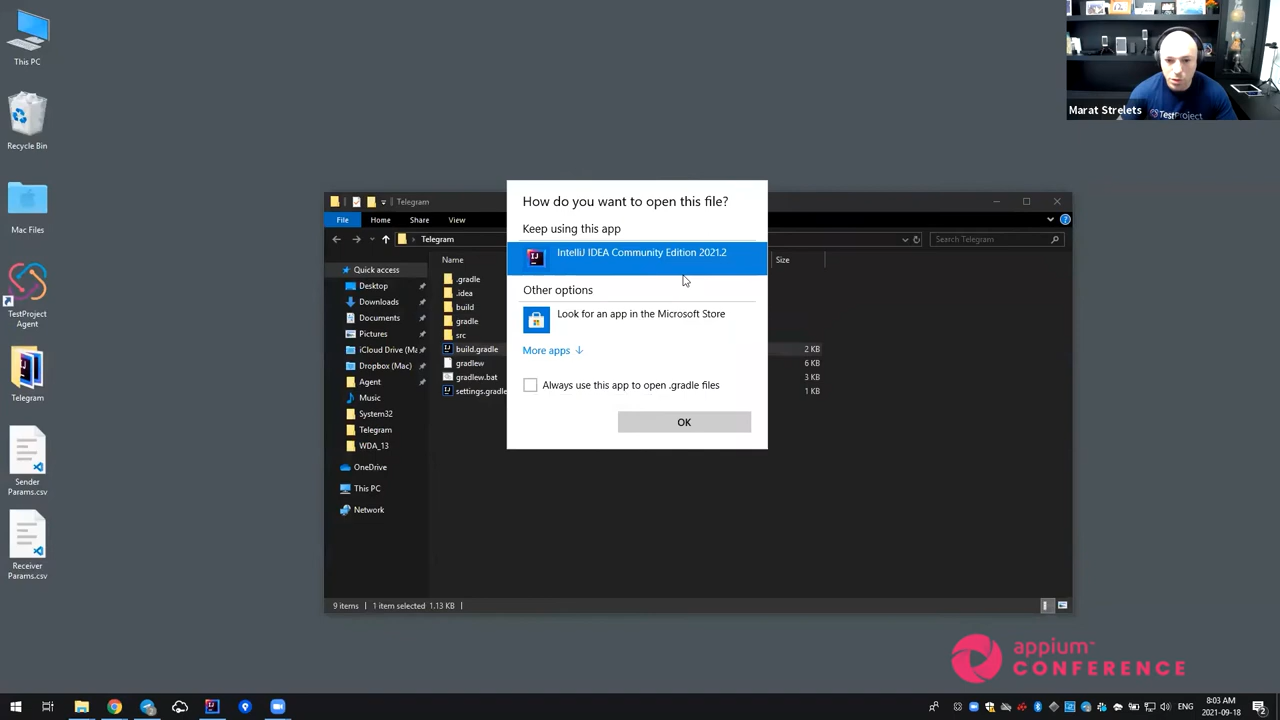 This PC
Recycle Bin
Mac Files
TestProject
Agent
Telegram
Sender
Params.csv
Receiver
Params.csv
Marat Strelets
TestProject
Telegram
File Home Share View
Telegram
Search Telegram
Quick access
Desktop
Downloads
Documents
Pictures
iCloud Drive (Ma
Dropbox (Mac)
Agent
Music
System32
Telegram
WDA_13
OneDrive
This PC
Network
Name
Size
.gradle
.idea
build
gradle
src
build.gradle
2 KB
gradlew
6 KB
gradlew.bat
3 KB
settings.gradle
1 KB
How do you want to open this file?
Keep using this app
IJ
IntelliJ IDEA Community Edition 2021.2
Other options
Look for an app in the Microsoft Store
More apps
Always use this app to open .gradle files
OK
9 items 1 item selected 1.13 KB
appium™
CONFERENCE
ENG
8:03 AM
2021-09-18
2